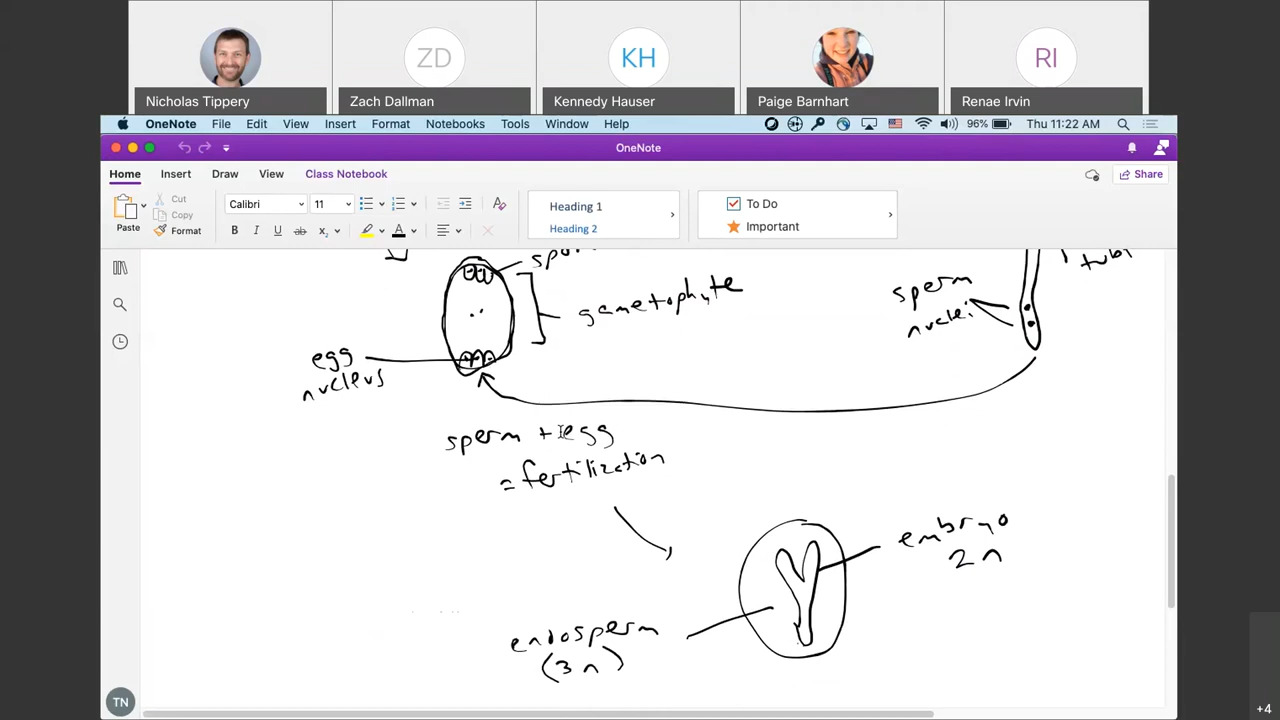 ZD
KH
RI
Nicholas Tippery
Zach Dallman
Kennedy Hauser
Paige Barnhart
Renae Irvin
OneNote File Edit View Insert Format Notebooks Tools Window Help
96% Thu 11:22 AM
OneNote
Home Insert Draw View Class Notebook
Share
Paste
Cut
Copy
Format
Calibri 11
B I U ab x2 A
Heading 1
Heading 2
To Do
Important
gametophyte
sperm
nuclei
egg
nucleus
sperm + egg
= fertilization
embryo
2n
endosperm
(3n)
TN
+4